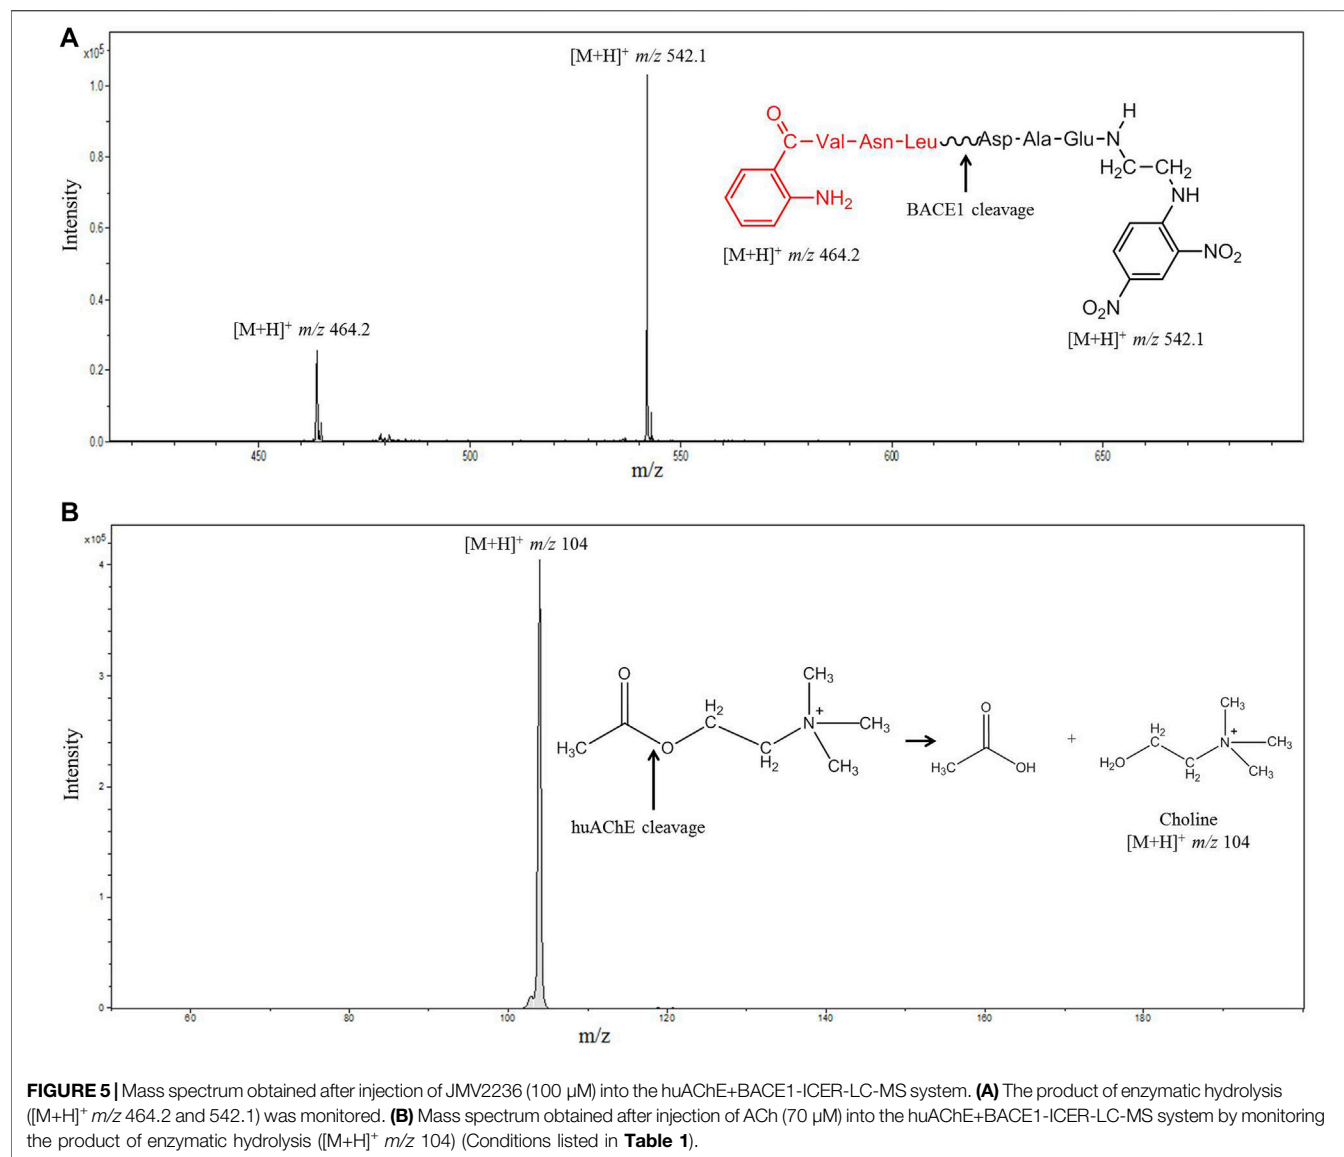 A
x10⁵
[M+H]⁺ m/z 542.1
1.0
0.8
0.6
0.4
0.2
0.0
Intensity
[M+H]⁺ m/z 464.2
O
C–Val–Asn–Leu
Asp-Ala-Glu-N
H
H₂C–CH₂
NH
NH₂
BACE1 cleavage
NO₂
O₂N
[M+H]⁺ m/z 464.2
[M+H]⁺ m/z 542.1
450
500
550
600
650
m/z
B
x10⁵
[M+H]⁺ m/z 104
4
3
2
1
0
Intensity
O
H₃C
O
H₂
C
C
H₂
N
+
CH₃
CH₃
CH₃
huAChE cleavage
O
H₃C
OH
+
H₂O
H₂
C
C
H₂
N
+
CH₃
CH₃
CH₃
Choline
[M+H]⁺ m/z 104
60
80
100
120
140
160
180
m/z
FIGURE 5 | Mass spectrum obtained after injection of JMV2236 (100 µM) into the huAChE+BACE1-ICER-LC-MS system. (A) The product of enzymatic hydrolysis
([M+H]⁺ m/z 464.2 and 542.1) was monitored. (B) Mass spectrum obtained after injection of ACh (70 µM) into the huAChE+BACE1-ICER-LC-MS system by monitoring
the product of enzymatic hydrolysis ([M+H]⁺ m/z 104) (Conditions listed in Table 1).